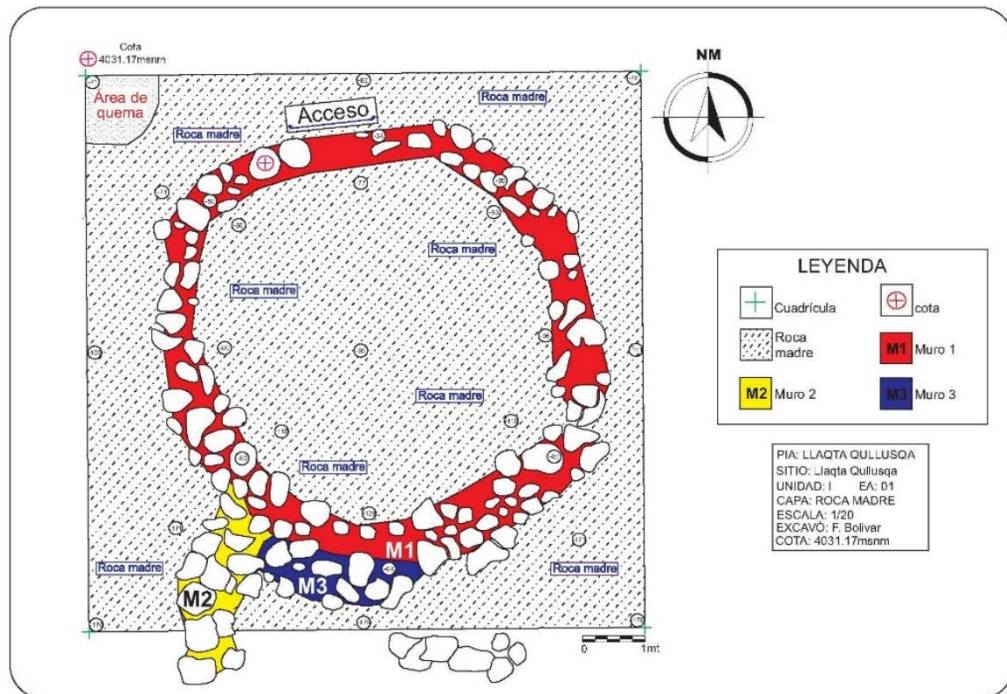 Cota
4031.17msnm
NM
Área de
quema
Acceso
Roca madre
Roca madre
Roca madre
Roca madre
Roca madre
Roca madre
Roca madre
Roca madre
M1
M3
M2
0 1mt
LEYENDA
Cuadrícula
cota
Roca
madre
M1 Muro 1
M2 Muro 2
M3 Muro 3
PIA: LLAQTA QULLUSQA
SITIO: Llaqta Qullusqa
UNIDAD: I EA: 01
CAPA: ROCA MADRE
ESCALA: 1/20
EXCAVÓ: F. Bolivar
COTA: 4031.17msnm